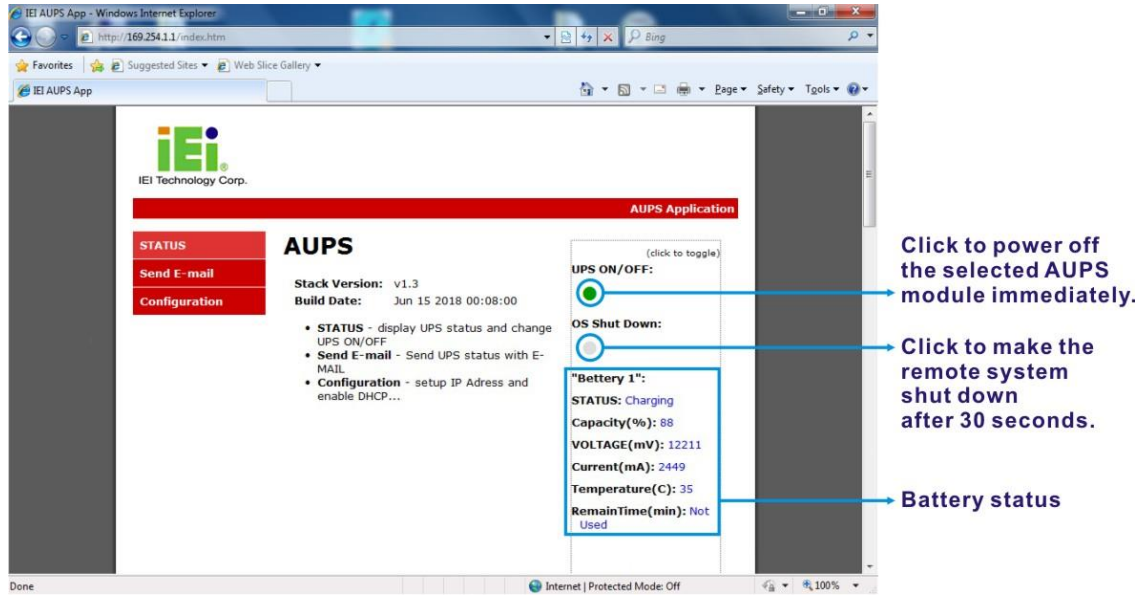 IEI AUPS App - Windows Internet Explorer
http://169.254.1.1/index.htm
Bing
Favorites
Suggested Sites
Web Slice Gallery
IEI AUPS App
Page
Safety
Tools
iEi®
IEI Technology Corp.
AUPS Application
STATUS
Send E-mail
Configuration
AUPS
Stack Version: v1.3
Build Date: Jun 15 2018 00:08:00
• STATUS - display UPS status and change
UPS ON/OFF
• Send E-mail - Send UPS status with E-
MAIL
• Configuration - setup IP Adress and
enable DHCP...
(click to toggle)
UPS ON/OFF:
OS Shut Down:
"Bettery 1":
STATUS: Charging
Capacity(%): 88
VOLTAGE(mV): 12211
Current(mA): 2449
Temperature(C): 35
RemainTime(min): Not
Used
Click to power off
the selected AUPS
module immediately.
Click to make the
remote system
shut down
after 30 seconds.
Battery status
Done
Internet | Protected Mode: Off
100%